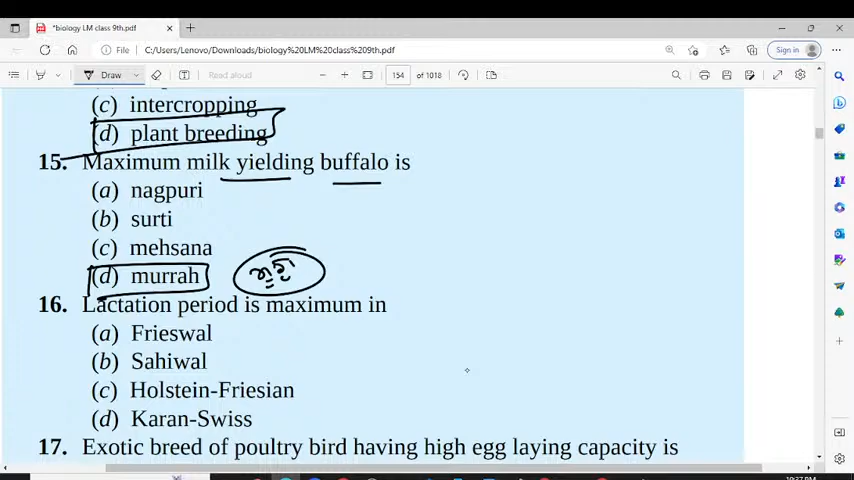 *biology LM class 9th.pdf
File
C:/Users/Lenovo/Downloads/biology%20LM%20class%209th.pdf
Sign in
Draw
Read aloud
154
of 1018
(c) intercropping
(d) plant breeding
15. Maximum milk yielding buffalo is
(a) nagpuri
(b) surti
(c) mehsana
(d) murrah
16. Lactation period is maximum in
(a) Frieswal
(b) Sahiwal
(c) Holstein-Friesian
(d) Karan-Swiss
17. Exotic breed of poultry bird having high egg laying capacity is
10:37 PM